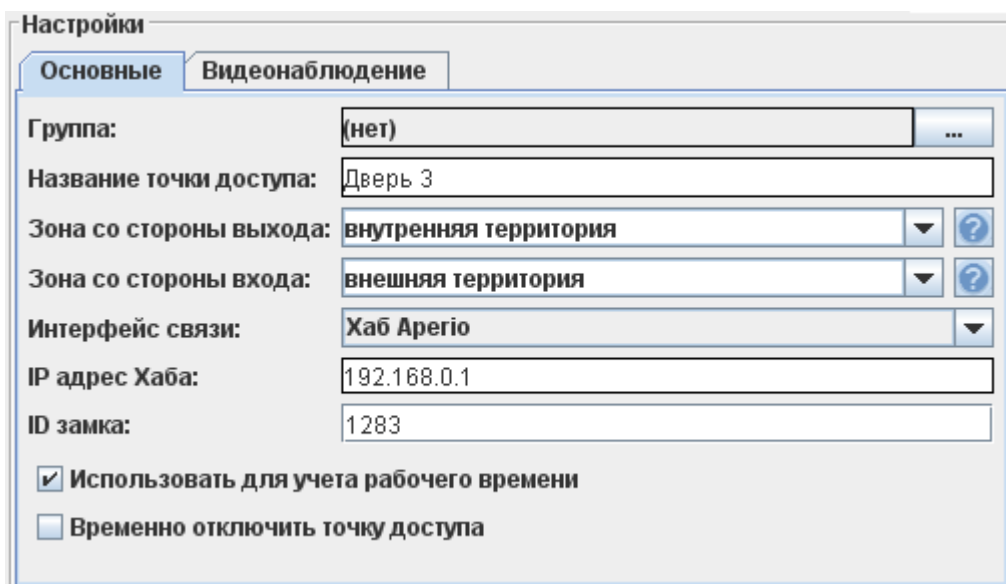 Настройки
Основные Видеонаблюдение
Группа: (нет) ...
Название точки доступа: Дверь 3
Зона со стороны выхода: внутренняя территория ?
Зона со стороны входа: внешняя территория ?
Интерфейс связи: Хаб Aperio
IP адрес Хаба: 192.168.0.1
ID замка: 1283
Использовать для учета рабочего времени
Временно отключить точку доступа